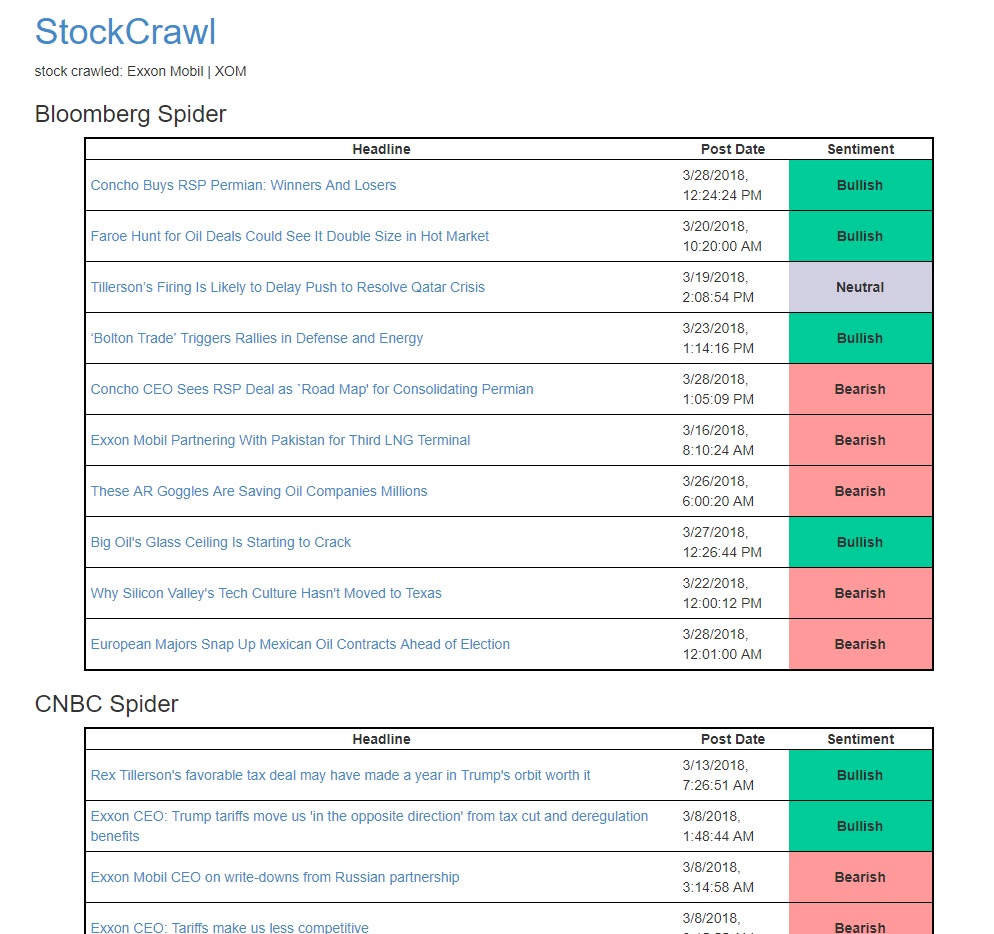 StockCrawl
stock crawled: Exxon Mobil | XOM
Bloomberg Spider
Headline Post Date Sentiment
Concho Buys RSP Permian: Winners And Losers 3/28/2018, Bullish
12:24:24 PM
Faroe Hunt for Oil Deals Could See It Double Size in Hot Market 3/20/2018, Bullish
10:20:00 AM
Tillerson’s Firing Is Likely to Delay Push to Resolve Qatar Crisis 3/19/2018, Neutral
2:08:54 PM
‘Bolton Trade’ Triggers Rallies in Defense and Energy 3/23/2018, Bullish
1:14:16 PM
Concho CEO Sees RSP Deal as `Road Map' for Consolidating Permian 3/28/2018, Bearish
1:05:09 PM
Exxon Mobil Partnering With Pakistan for Third LNG Terminal 3/16/2018, Bearish
8:10:24 AM
These AR Goggles Are Saving Oil Companies Millions 3/26/2018, Bearish
6:00:20 AM
Big Oil's Glass Ceiling Is Starting to Crack 3/27/2018, Bullish
12:26:44 PM
Why Silicon Valley's Tech Culture Hasn't Moved to Texas 3/22/2018, Bearish
12:00:12 PM
European Majors Snap Up Mexican Oil Contracts Ahead of Election 3/28/2018, Bearish
12:01:00 AM
CNBC Spider
Headline Post Date Sentiment
Rex Tillerson's favorable tax deal may have made a year in Trump's orbit worth it 3/13/2018, Bullish
7:26:51 AM
Exxon CEO: Trump tariffs move us 'in the opposite direction' from tax cut and deregulation 3/8/2018, Bullish
benefits 1:48:44 AM
Exxon Mobil CEO on write-downs from Russian partnership 3/8/2018, Bearish
3:14:58 AM
Exxon CEO: Tariffs make us less competitive 3/8/2018, Bearish